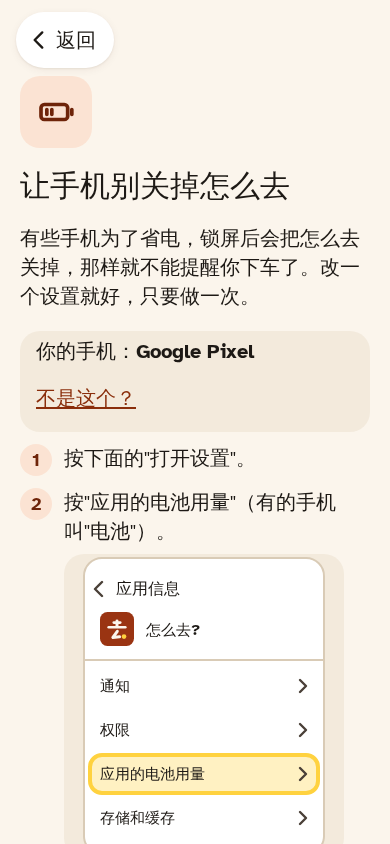 返回
让手机别关掉怎么去
有些手机为了省电，锁屏后会把怎么去
关掉，那样就不能提醒你下车了。改一
个设置就好，只要做一次。
你的手机：Google Pixel
不是这个？
1 按下面的"打开设置"。
2 按"应用的电池用量"（有的手机
叫"电池"）。
应用信息
去
怎么去?
通知
权限
应用的电池用量
存储和缓存